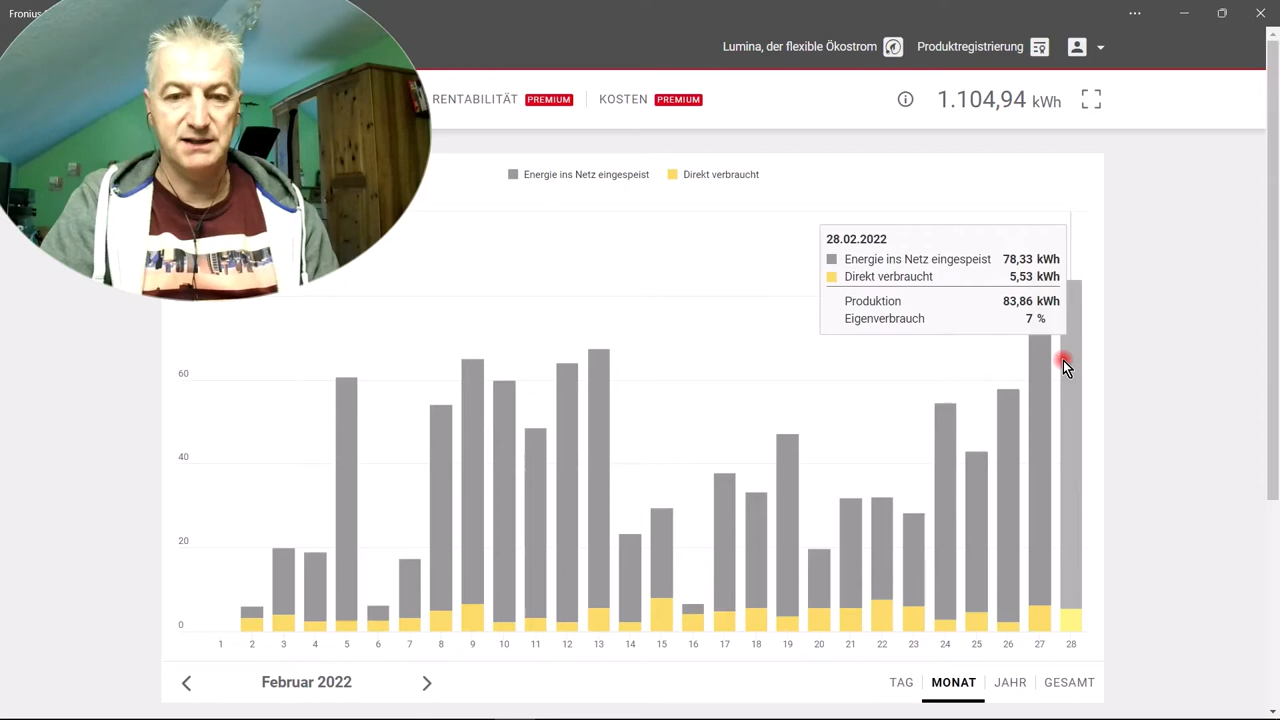 Fronius
Lumina, der flexible Ökostrom
Produktregistrierung
RENTABILITÄT PREMIUM
KOSTEN PREMIUM
1.104,94 kWh
Energie ins Netz eingespeist
Direkt verbraucht
28.02.2022
Energie ins Netz eingespeist 78,33 kWh
Direkt verbraucht 5,53 kWh
Produktion 83,86 kWh
Eigenverbrauch 7 %
60
40
20
0
1 2 3 4 5 6 7 8 9 10 11 12 13 14 15 16 17 18 19 20 21 22 23 24 25 26 27 28
Februar 2022
TAG MONAT JAHR GESAMT